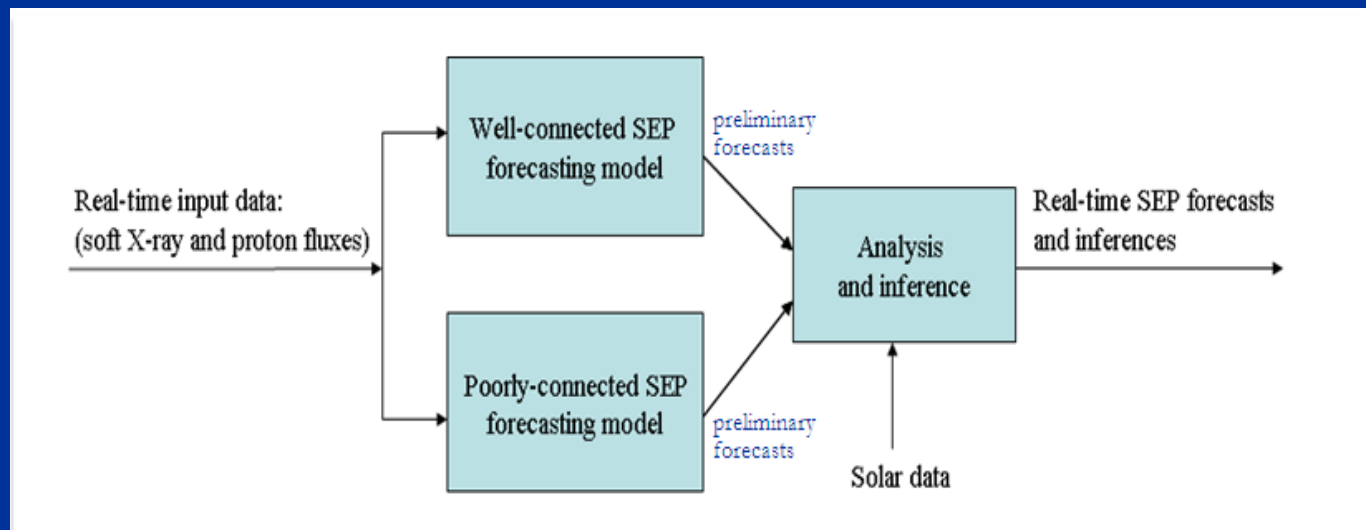 Real-time input data:
(soft X-ray and proton fluxes)
Well-connected SEP
forecasting model
preliminary
forecasts
Poorly-connected SEP
forecasting model
preliminary
forecasts
Analysis
and inference
Solar data
Real-time SEP forecasts
and inferences